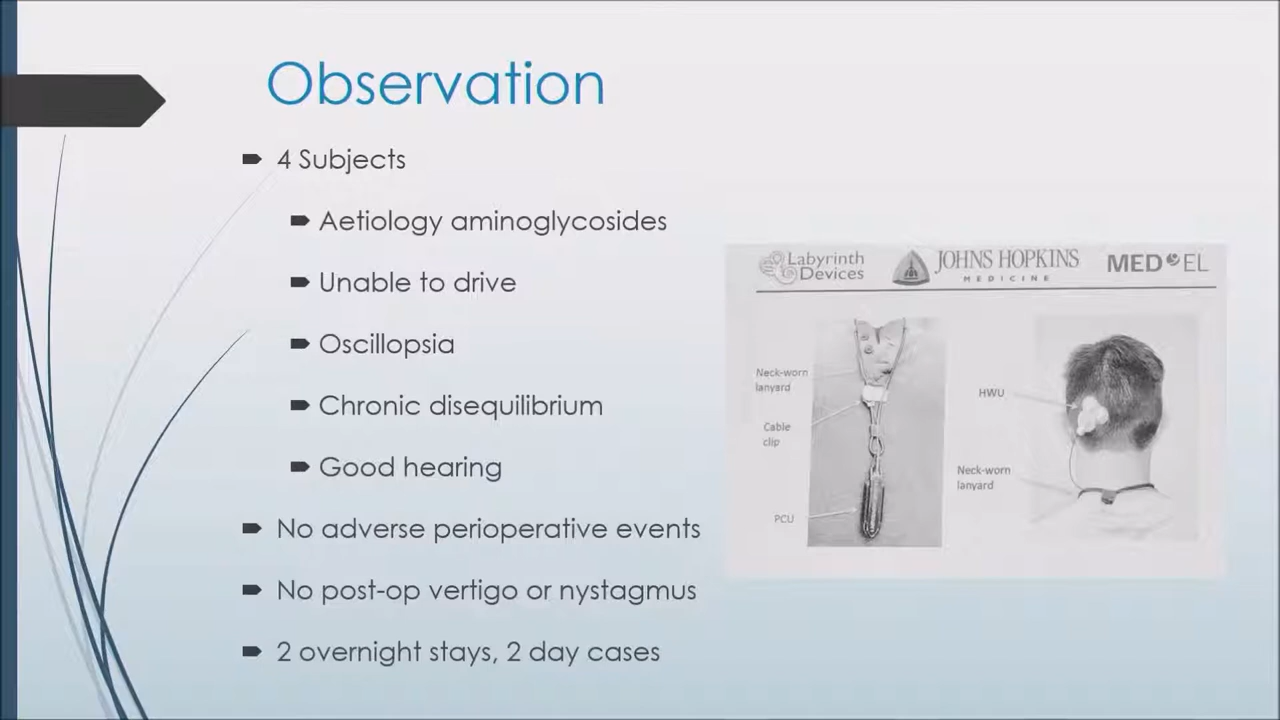 Observation
4 Subjects
Aetiology aminoglycosides
Unable to drive
Oscillopsia
Chronic disequilibrium
Good hearing
No adverse perioperative events
No post-op vertigo or nystagmus
2 overnight stays, 2 day cases
Labyrinth
Devices
JOHNS HOPKINS
MEDICINE
MED EL
Neck-worn
lanyard
Cable
clip
PCU
HWU
Neck-worn
lanyard